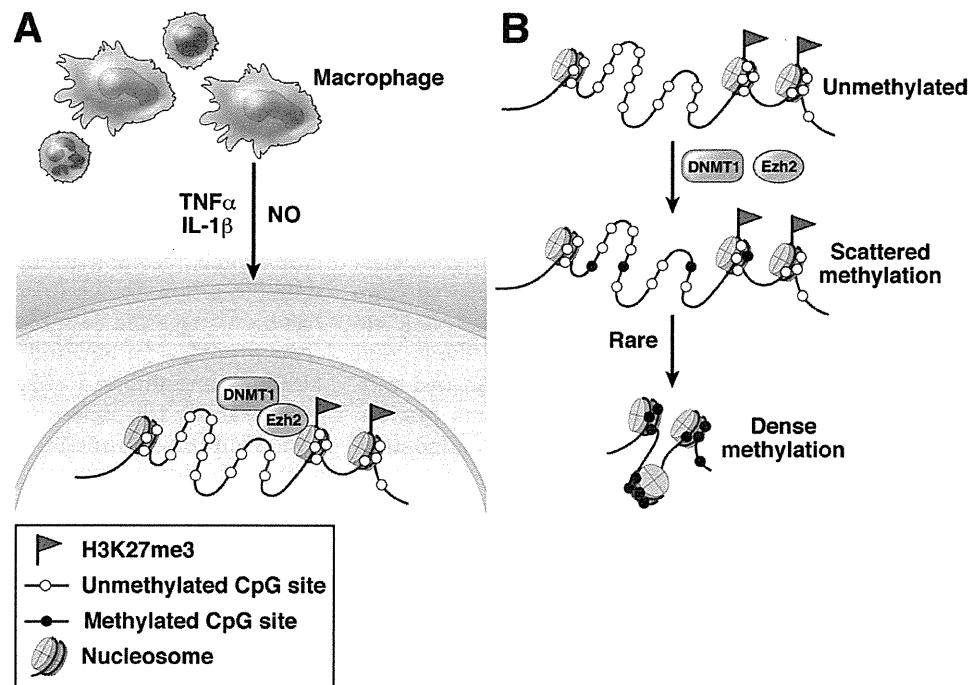 A
Macrophage
TNFα
IL-1β
NO
DNMT1
Ezh2
H3K27me3
Unmethylated CpG site
Methylated CpG site
Nucleosome
B
Unmethylated
DNMT1
Ezh2
Scattered
methylation
Rare
Dense
methylation